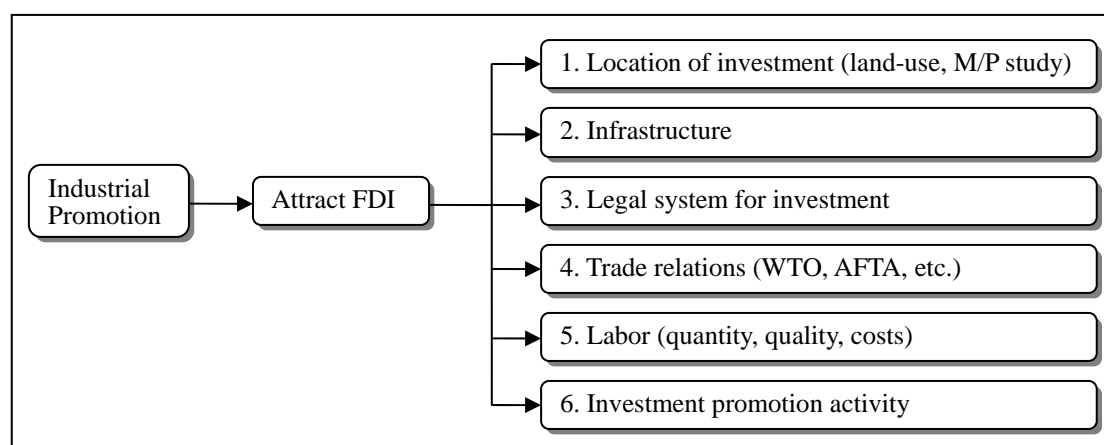 Industrial
Promotion
Attract FDI
1. Location of investment (land-use, M/P study)
2. Infrastructure
3. Legal system for investment
4. Trade relations (WTO, AFTA, etc.)
5. Labor (quantity, quality, costs)
6. Investment promotion activity